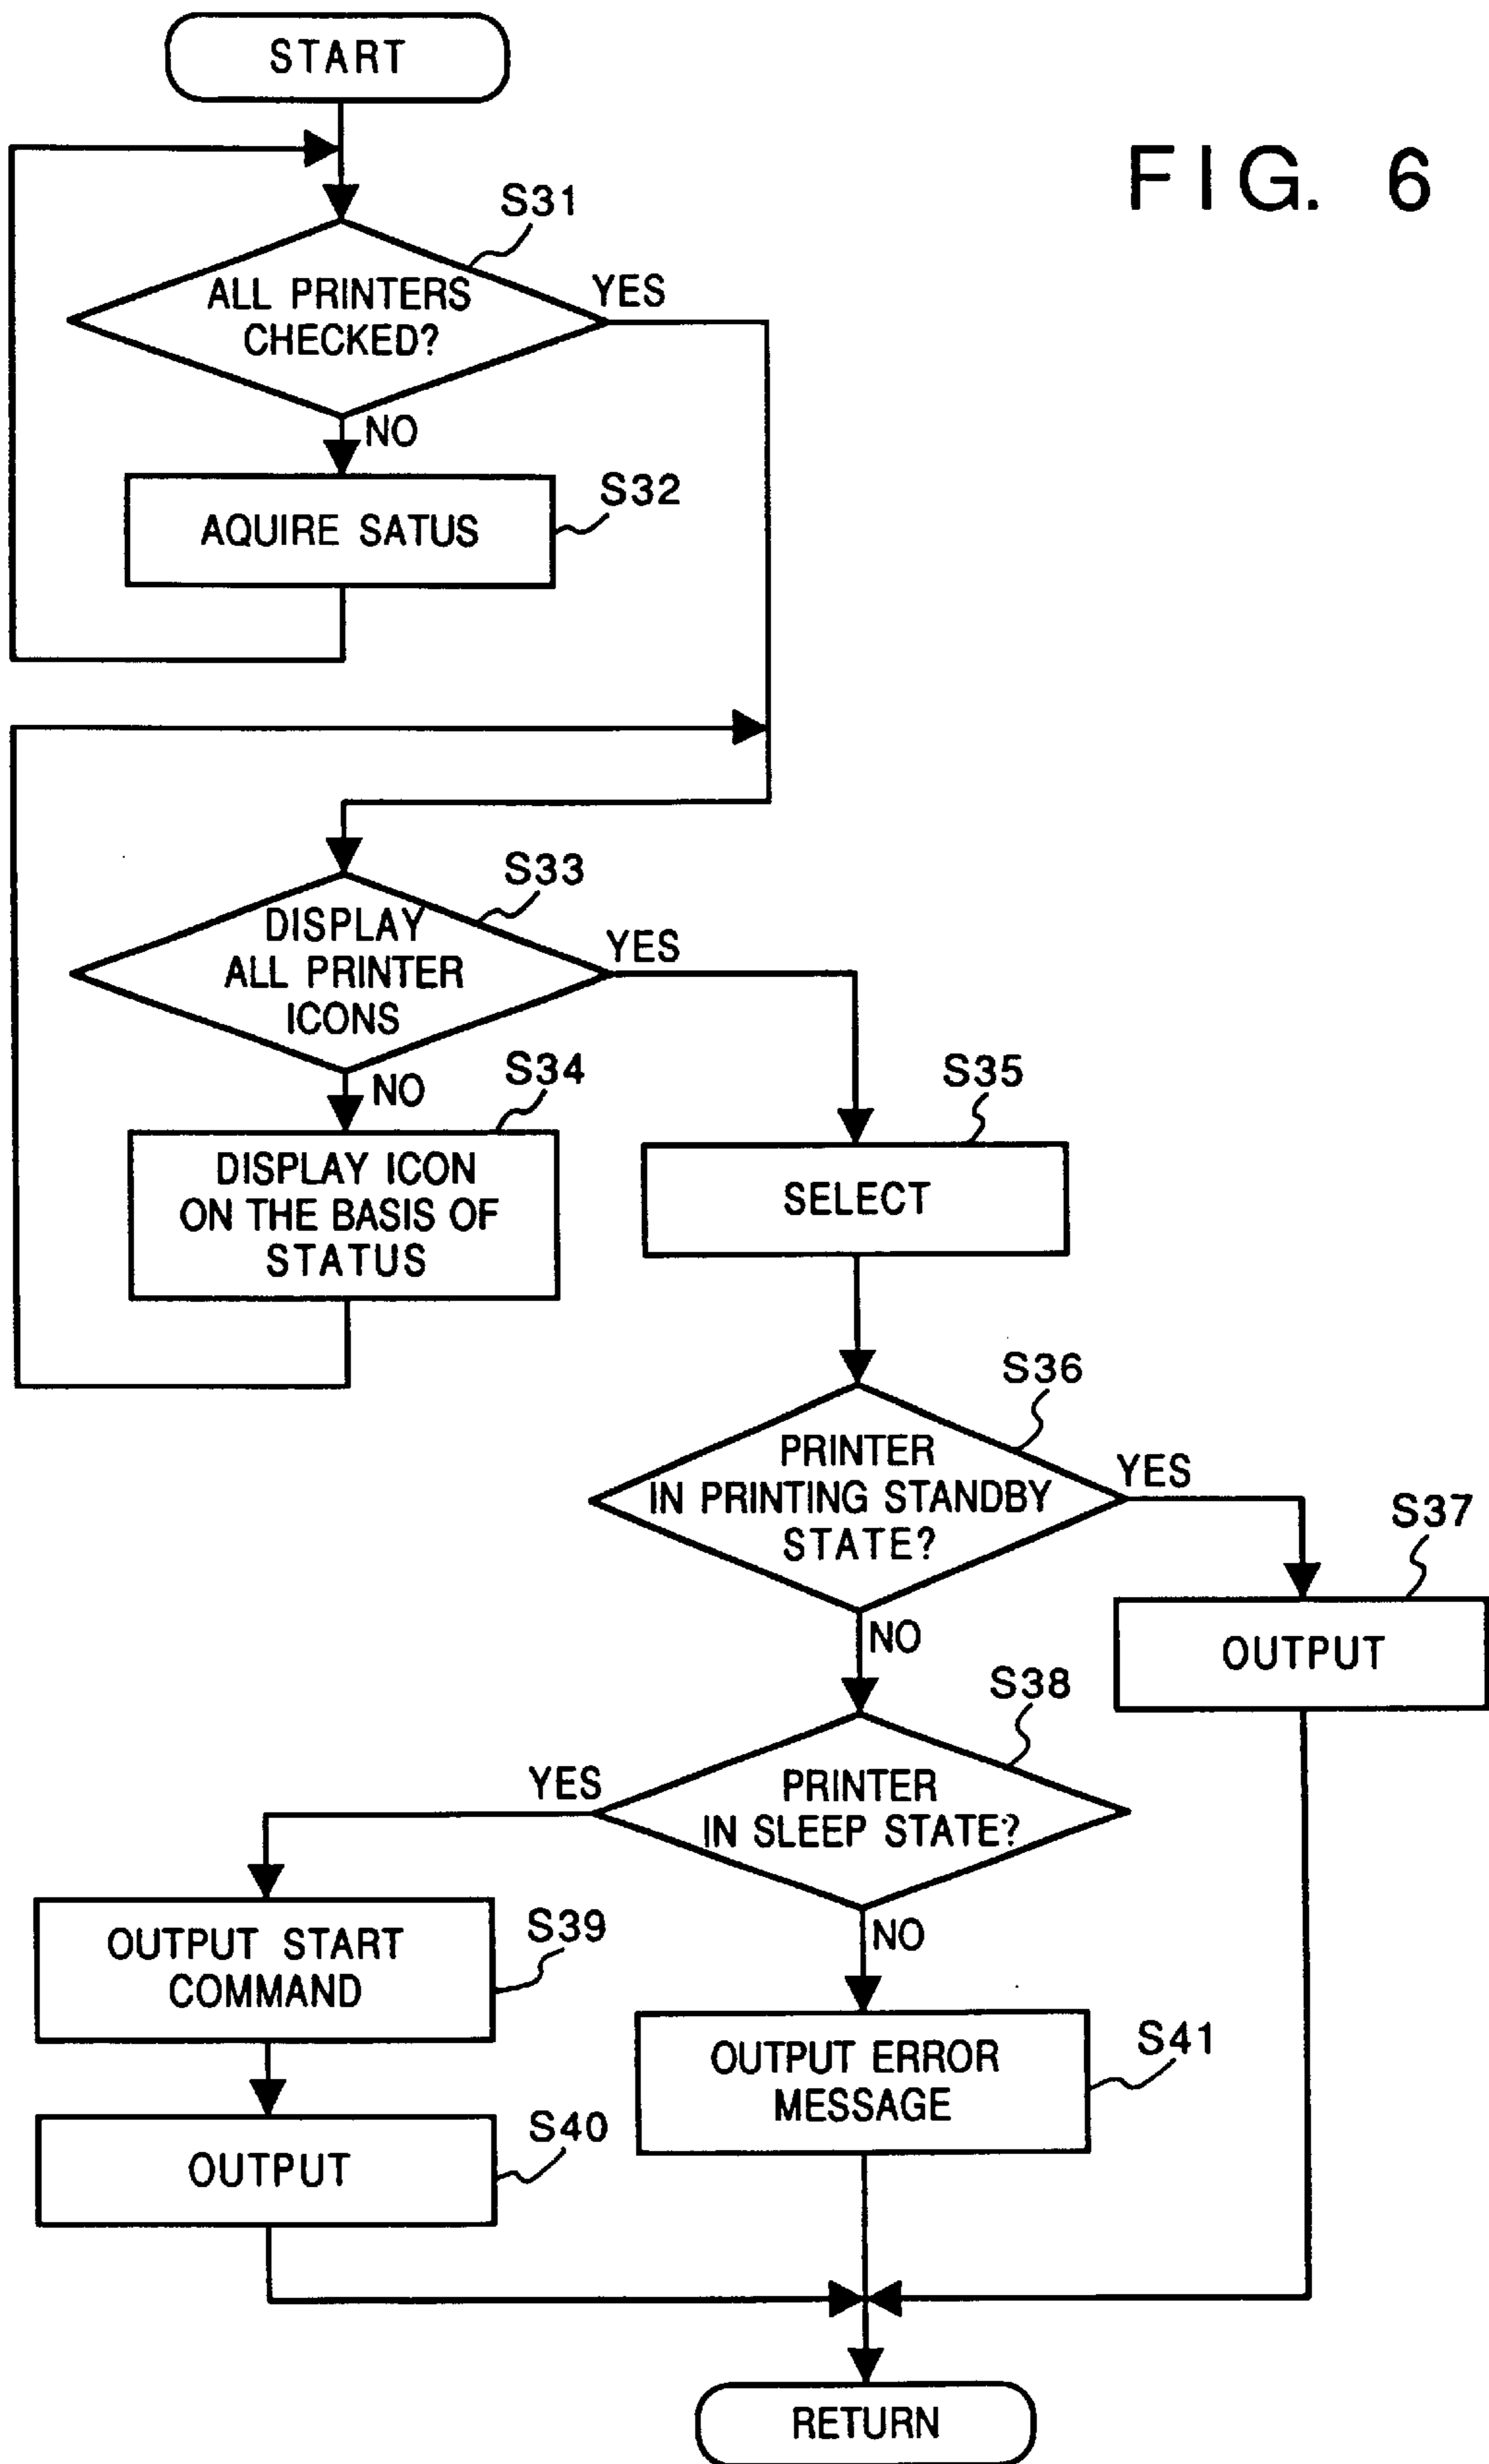 START
FIG. 6
S31
ALL PRINTERS
CHECKED?
YES
NO
S32
AQUIRE SATUS
S33
DISPLAY
ALL PRINTER
ICONS
YES
NO
S34
DISPLAY ICON
ON THE BASIS OF
STATUS
S35
SELECT
S36
PRINTER
IN PRINTING STANDBY
STATE?
YES
S37
OUTPUT
NO
S38
PRINTER
IN SLEEP STATE?
YES
S39
OUTPUT START
COMMAND
NO
S41
OUTPUT ERROR
MESSAGE
S40
OUTPUT
RETURN